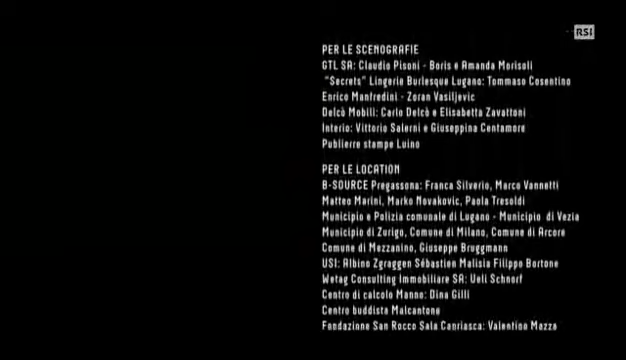 RSI
PER LE SCENOGRAFIE
GTL SA: Claudio Pisoni - Boris e Amanda Morisoli
"Secrets" Lingerie Burlesque Lugano: Tommaso Cosentino
Enrico Manfredini - Zoran Vasiljevic
Delcò Mobili: Carlo Delcò e Elisabetta Zavattoni
Interio: Vittorio Salerni e Giuseppina Centamore
Publierre stampe Luino
PER LE LOCATION
B-SOURCE Pregassona: Franca Silverio, Marco Vannetti
Matteo Marini, Marko Novakovic, Paola Tresoldi
Municipio e Polizia comunale di Lugano - Municipio di Vezia
Municipio di Zurigo, Comune di Milano, Comune di Arcore
Comune di Mezzanino, Giuseppe Bruggmann
USI: Albino Zgraggen Sébastien Malisia Filippo Bortone
Wetag Consulting Immobiliare SA: Ueli Schnorf
Centro di calcolo Manno: Dina Gilli
Centro buddista Malcantone
Fondazione San Rocco Sala Capriasca: Valentino Mazza